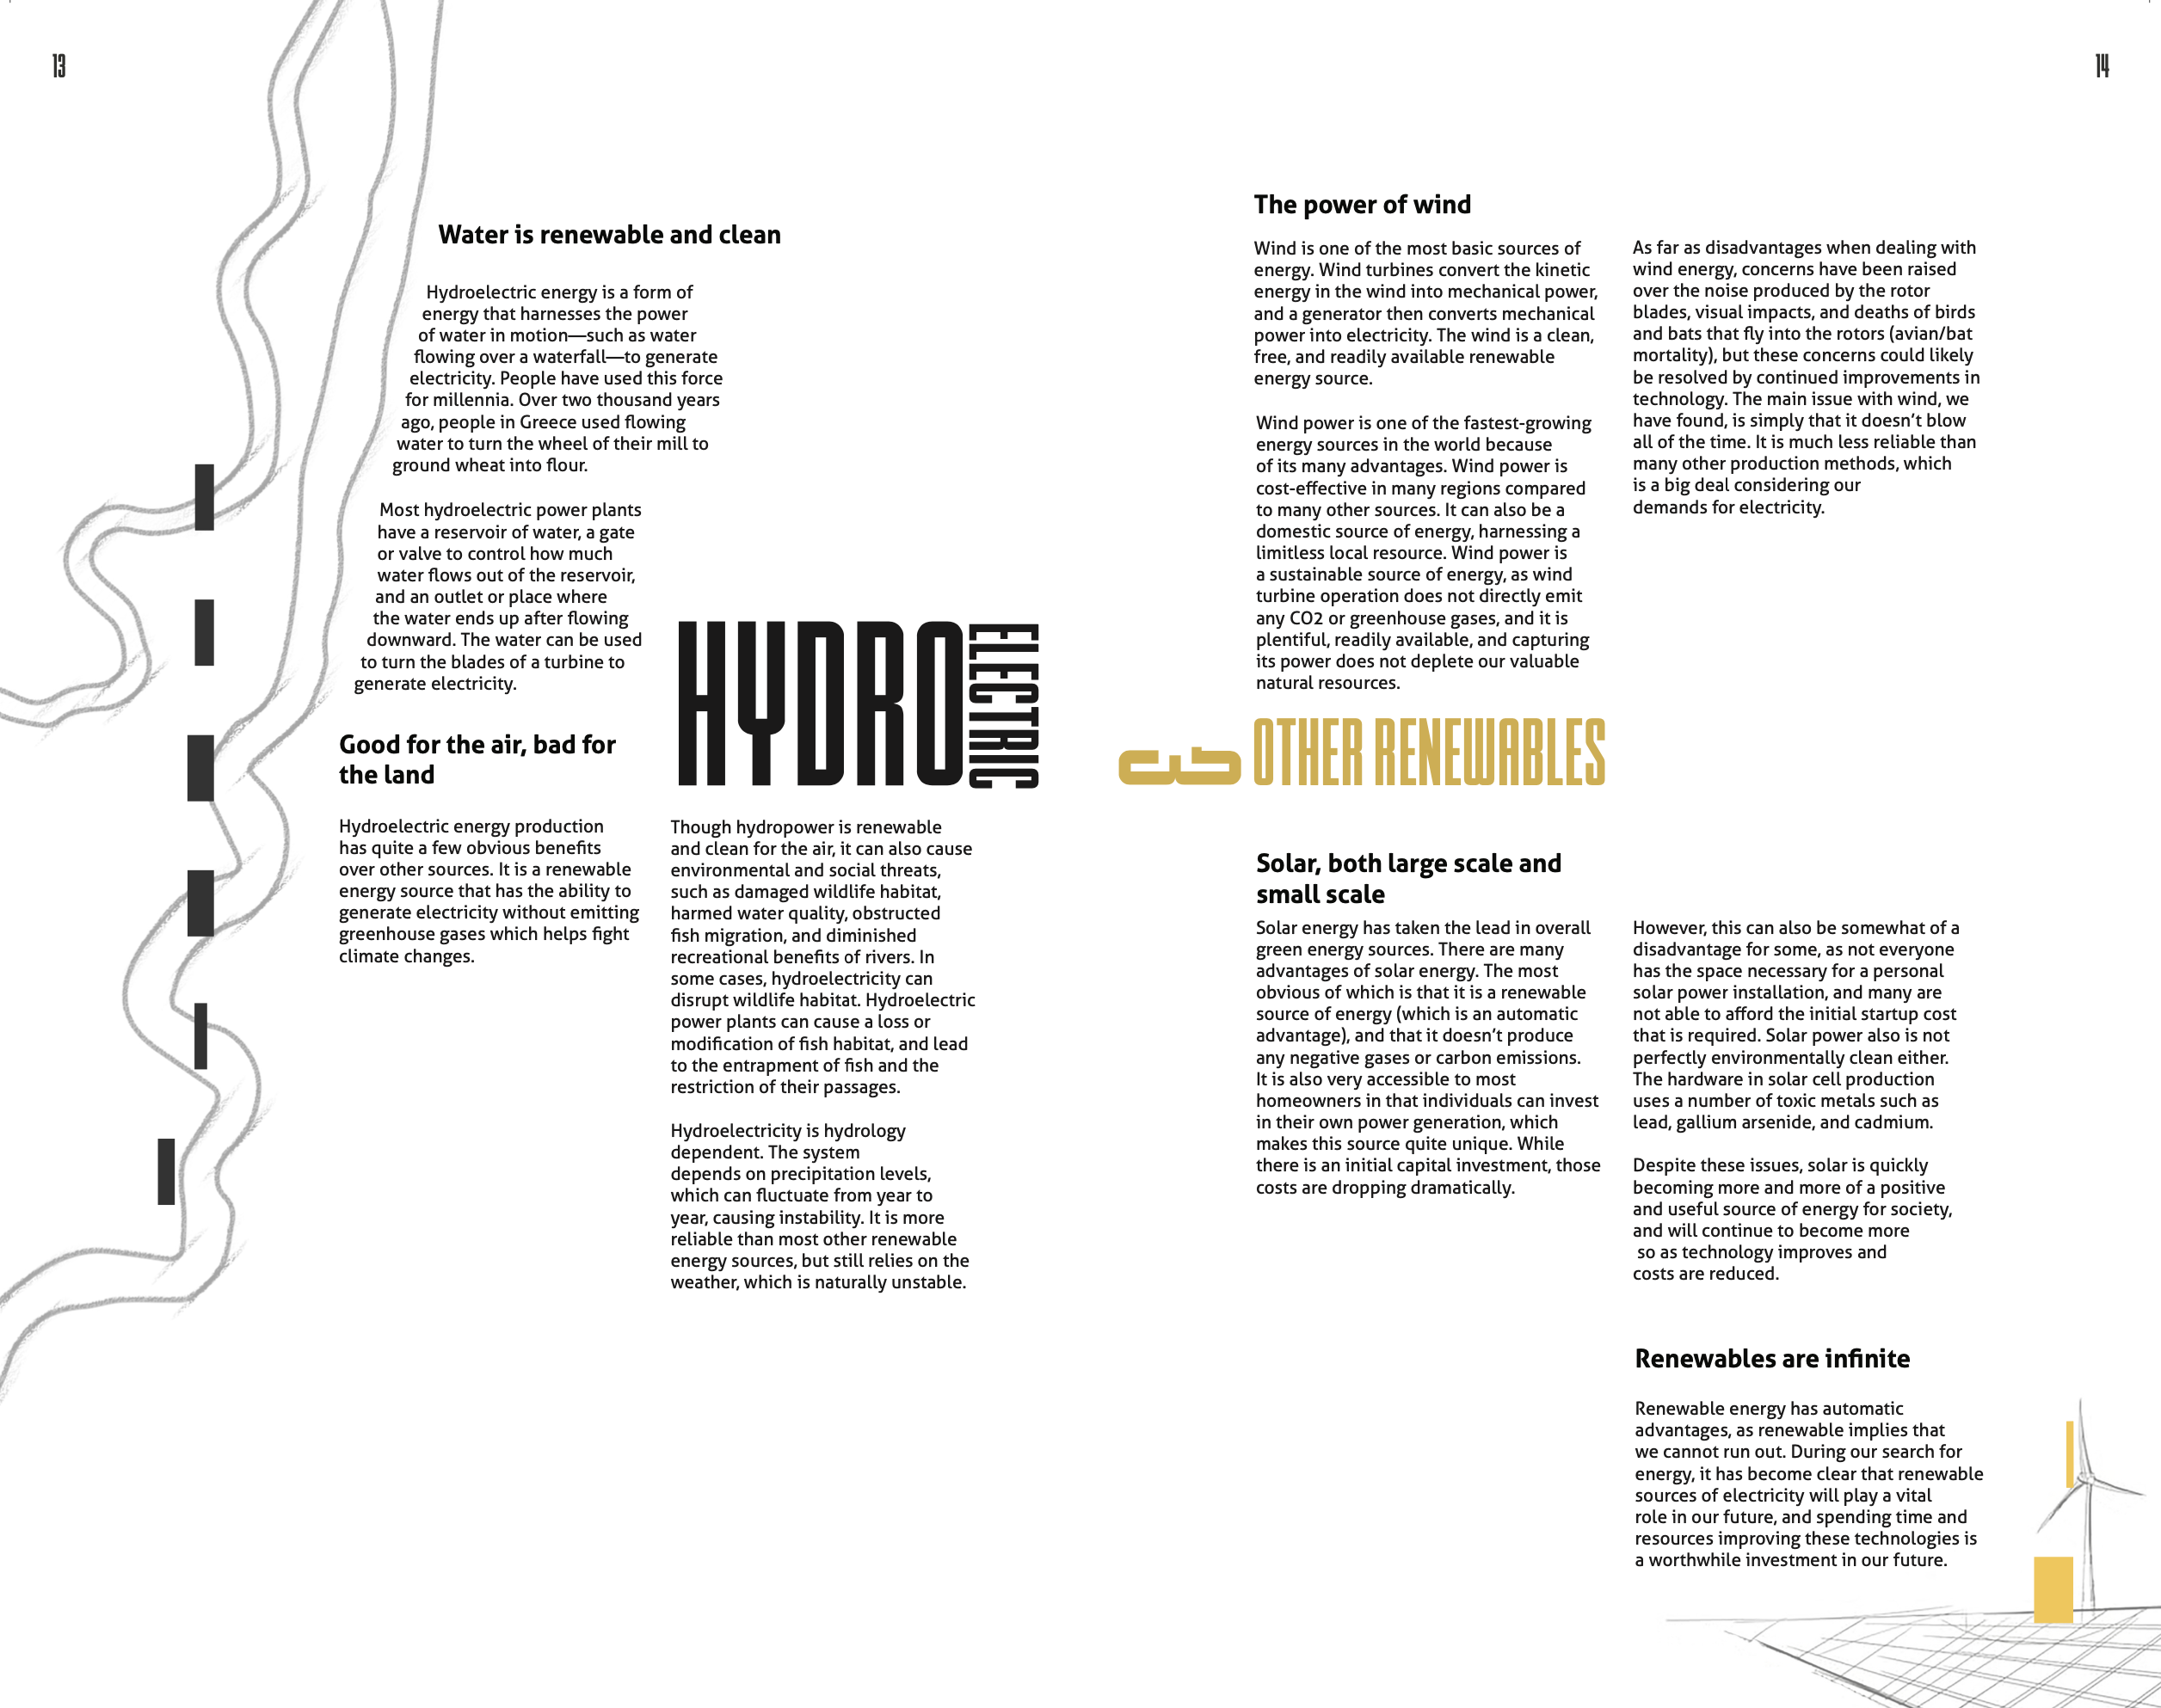 13
Water is renewable and clean
Hydroelectric energy is a form of
energy that harnesses the power
of water in motion—such as water
flowing over a waterfall—to generate
electricity. People have used this force
for millennia. Over two thousand years
ago, people in Greece used flowing
water to turn the wheel of their mill to
ground wheat into flour.
Most hydroelectric power plants
have a reservoir of water, a gate
or valve to control how much
water flows out of the reservoir,
and an outlet or place where
the water ends up after flowing
downward. The water can be used
to turn the blades of a turbine to
generate electricity.
Good for the air, bad for
the land
Hydroelectric energy production
has quite a few obvious benefits
over other sources. It is a renewable
energy source that has the ability to
generate electricity without emitting
greenhouse gases which helps fight
climate changes.
HYDRO
ELECTRIC
Though hydropower is renewable
and clean for the air, it can also cause
environmental and social threats,
such as damaged wildlife habitat,
harmed water quality, obstructed
fish migration, and diminished
recreational benefits of rivers. In
some cases, hydroelectricity can
disrupt wildlife habitat. Hydroelectric
power plants can cause a loss or
modification of fish habitat, and lead
to the entrapment of fish and the
restriction of their passages.
Hydroelectricity is hydrology
dependent. The system
depends on precipitation levels,
which can fluctuate from year to
year, causing instability. It is more
reliable than most other renewable
energy sources, but still relies on the
weather, which is naturally unstable.
14
The power of wind
Wind is one of the most basic sources of
energy. Wind turbines convert the kinetic
energy in the wind into mechanical power,
and a generator then converts mechanical
power into electricity. The wind is a clean,
free, and readily available renewable
energy source.
Wind power is one of the fastest-growing
energy sources in the world because
of its many advantages. Wind power is
cost-effective in many regions compared
to many other sources. It can also be a
domestic source of energy, harnessing a
limitless local resource. Wind power is
a sustainable source of energy, as wind
turbine operation does not directly emit
any CO2 or greenhouse gases, and it is
plentiful, readily available, and capturing
its power does not deplete our valuable
natural resources.
As far as disadvantages when dealing with
wind energy, concerns have been raised
over the noise produced by the rotor
blades, visual impacts, and deaths of birds
and bats that fly into the rotors (avian/bat
mortality), but these concerns could likely
be resolved by continued improvements in
technology. The main issue with wind, we
have found, is simply that it doesn’t blow
all of the time. It is much less reliable than
many other production methods, which
is a big deal considering our
demands for electricity.
& OTHER RENEWABLES
Solar, both large scale and
small scale
Solar energy has taken the lead in overall
green energy sources. There are many
advantages of solar energy. The most
obvious of which is that it is a renewable
source of energy (which is an automatic
advantage), and that it doesn’t produce
any negative gases or carbon emissions.
It is also very accessible to most
homeowners in that individuals can invest
in their own power generation, which
makes this source quite unique. While
there is an initial capital investment, those
costs are dropping dramatically.
However, this can also be somewhat of a
disadvantage for some, as not everyone
has the space necessary for a personal
solar power installation, and many are
not able to afford the initial startup cost
that is required. Solar power also is not
perfectly environmentally clean either.
The hardware in solar cell production
uses a number of toxic metals such as
lead, gallium arsenide, and cadmium.
Despite these issues, solar is quickly
becoming more and more of a positive
and useful source of energy for society,
and will continue to become more
so as technology improves and
costs are reduced.
Renewables are infinite
Renewable energy has automatic
advantages, as renewable implies that
we cannot run out. During our search for
energy, it has become clear that renewable
sources of electricity will play a vital
role in our future, and spending time and
resources improving these technologies is
a worthwhile investment in our future.